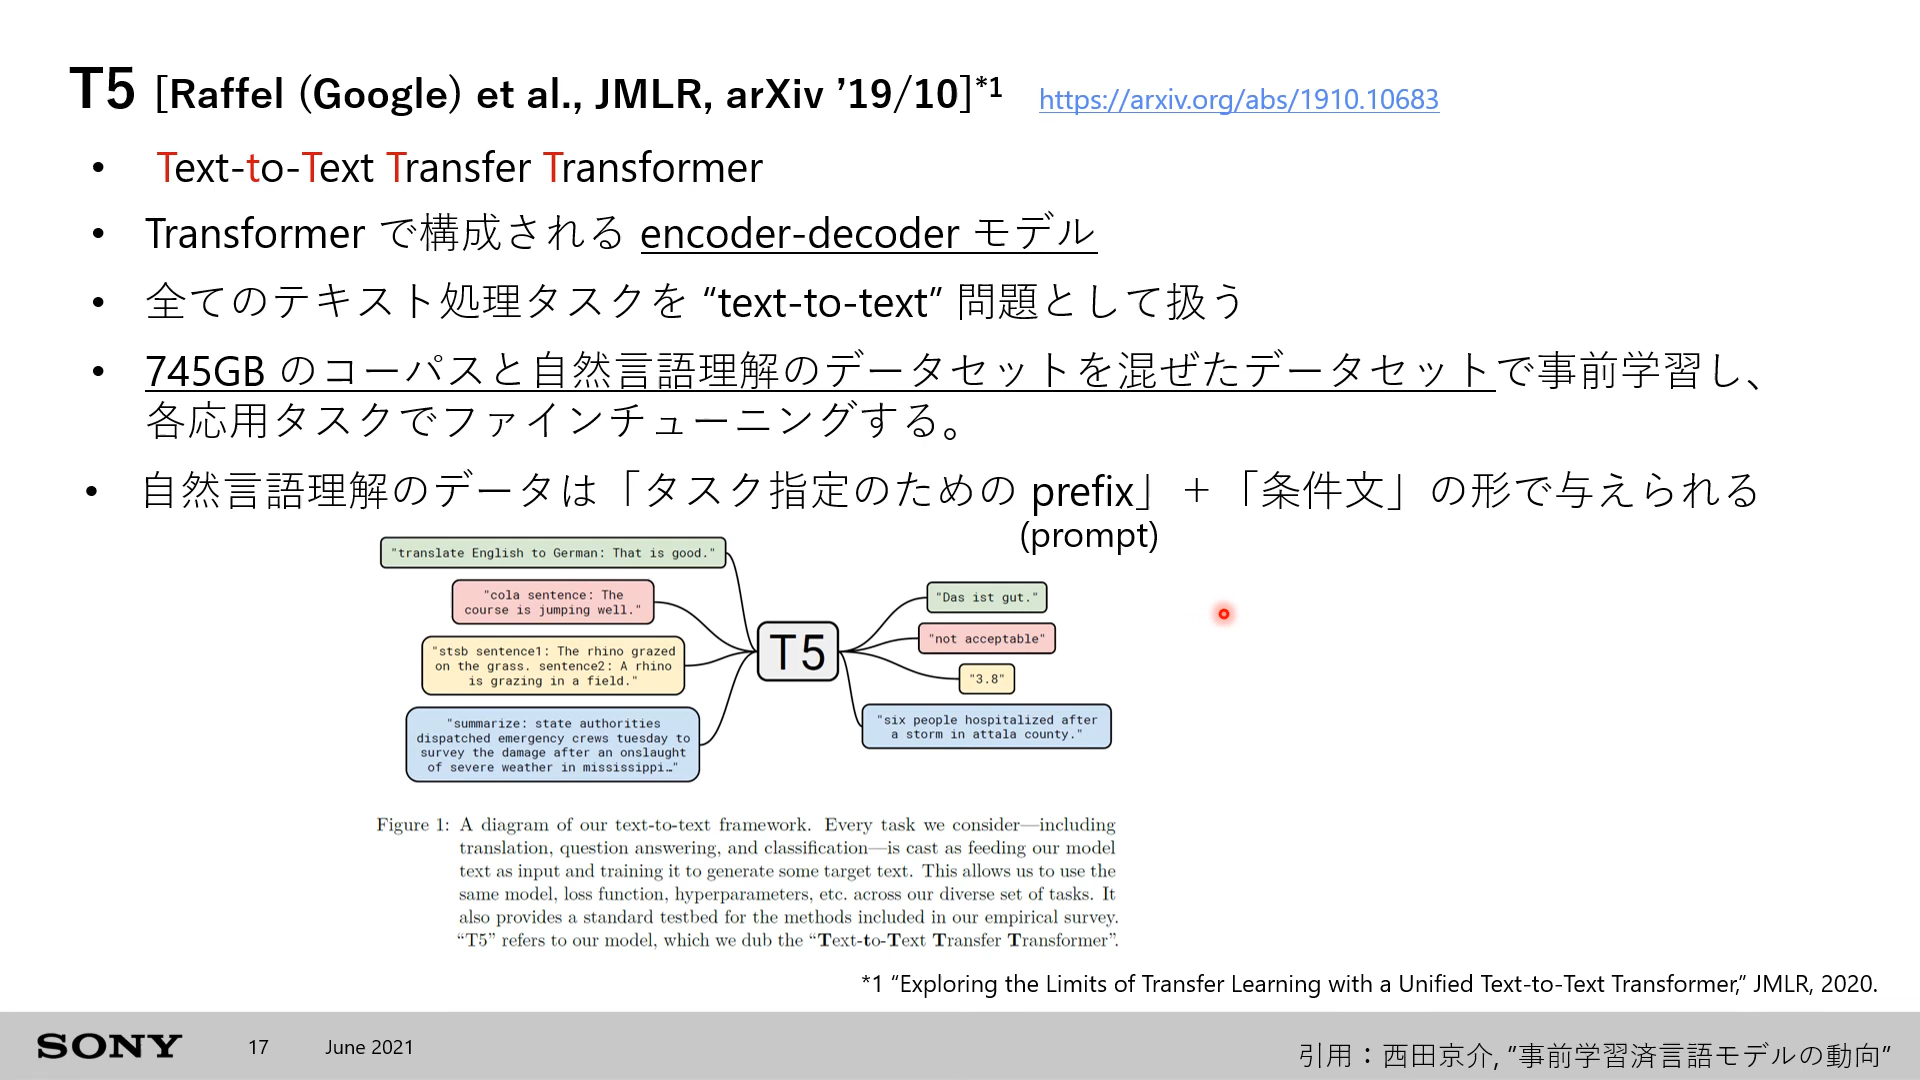 T5 [Raffel (Google) et al., JMLR, arXiv ’19/10]*1 https://arxiv.org/abs/1910.10683
• Text-to-Text Transfer Transformer
• Transformer で構成される encoder-decoder モデル
• 全てのテキスト処理タスクを “text-to-text” 問題として扱う
• 745GB のコーパスと自然言語理解のデータセットを混ぜたデータセットで事前学習し、
各応用タスクでファインチューニングする。
• 自然言語理解のデータは「タスク指定のための prefix」＋「条件文」の形で与えられる
(prompt)
"translate English to German: That is good."
"cola sentence: The
course is jumping well."
"stsb sentence1: The rhino grazed
on the grass. sentence2: A rhino
is grazing in a field."
"summarize: state authorities
dispatched emergency crews tuesday to
survey the damage after an onslaught
of severe weather in mississippi…"
T5
"Das ist gut."
"not acceptable"
"3.8"
"six people hospitalized after
a storm in attala county."
Figure 1: A diagram of our text-to-text framework. Every task we consider—including
translation, question answering, and classification—is cast as feeding our model
text as input and training it to generate some target text. This allows us to use the
same model, loss function, hyperparameters, etc. across our diverse set of tasks. It
also provides a standard testbed for the methods included in our empirical survey.
“T5” refers to our model, which we dub the “Text-to-Text Transfer Transformer”.
*1 “Exploring the Limits of Transfer Learning with a Unified Text-to-Text Transformer,” JMLR, 2020.
SONY 17 June 2021
引用：西田京介, ”事前学習済言語モデルの動向”